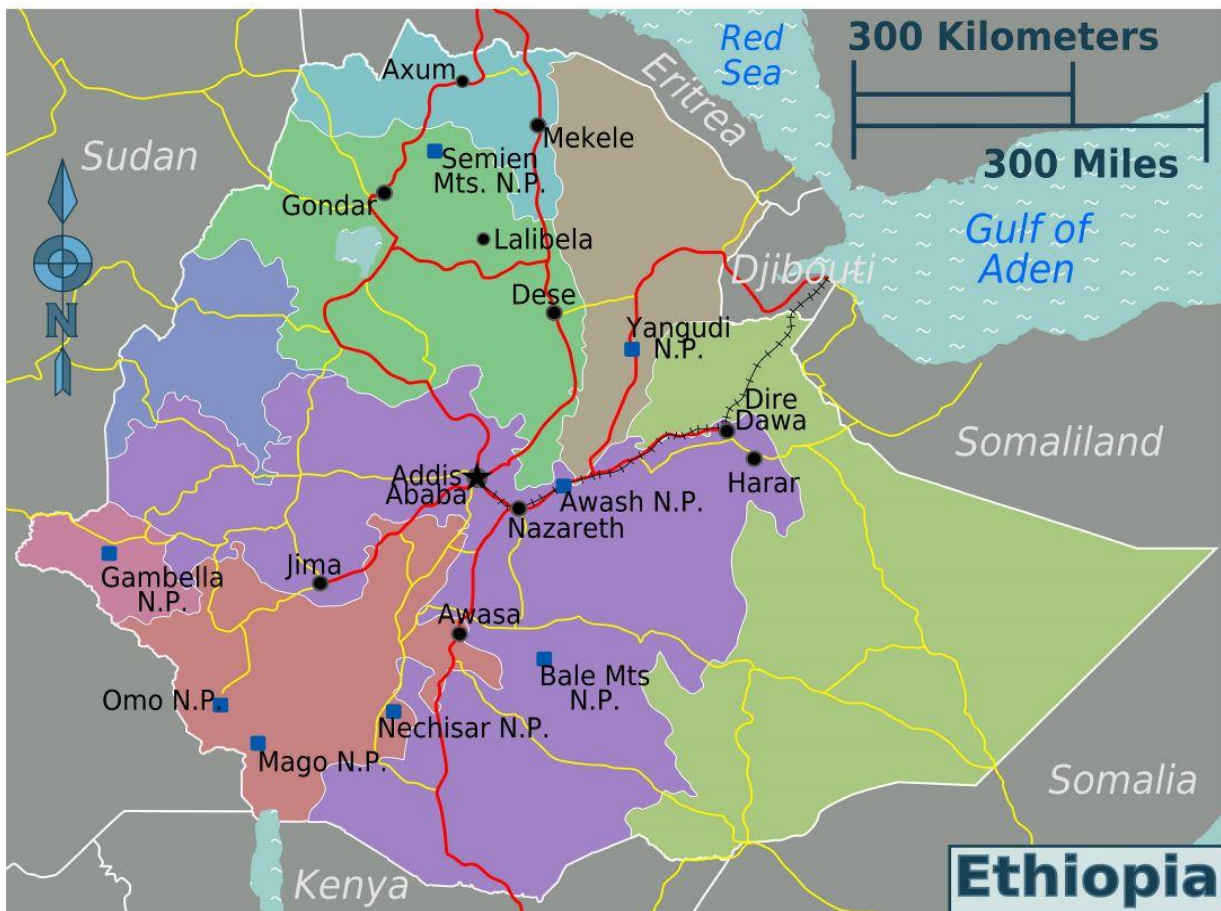 Red
Sea
300 Kilometers
300 Miles
Eritrea
Axum
Sudan
Mekele
Semien
Mts. N.P.
Gondar
Lalibela
Gulf of
Aden
Djibouti
Dese
N
Yangudi
N.P.
Dire
Dawa
Somaliland
Addis
Ababa
Harar
Awash N.P.
Nazareth
Jima
Gambella
N.P.
Awasa
Bale Mts
N.P.
Omo N.P.
Nechisar N.P.
Mago N.P.
Somalia
Kenya
Ethiopia